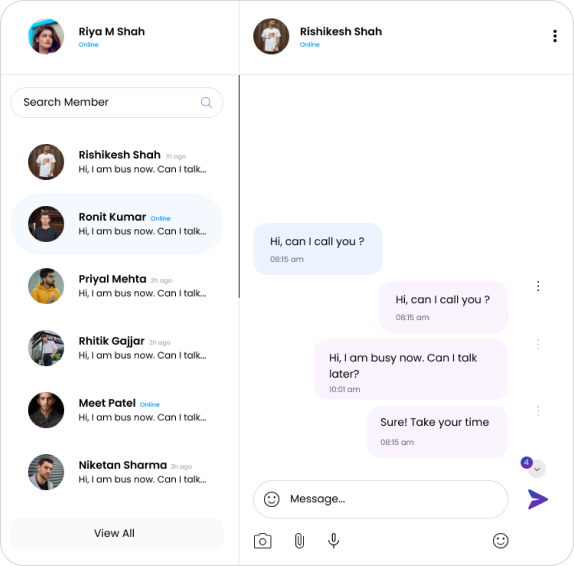 Riya M Shah
Online
Rishikesh Shah
Online
Search Member
Rishikesh Shah 1h ago
Hi, I am bus now. Can I talk...
Ronit Kumar Online
Hi, I am bus now. Can I talk...
Priyal Mehta 2h ago
Hi, I am bus now. Can I talk...
Rhitik Gajjar 2h ago
Hi, I am bus now. Can I talk...
Meet Patel Online
Hi, I am bus now. Can I talk...
Niketan Sharma 3h ago
Hi, I am bus now. Can I talk...
View All
Hi, can I call you ?
08:15 am
Hi, can I call you ?
08:15 am
Hi, I am busy now. Can I talk
later?
10:01 am
Sure! Take your time
08:15 am
4
Message...